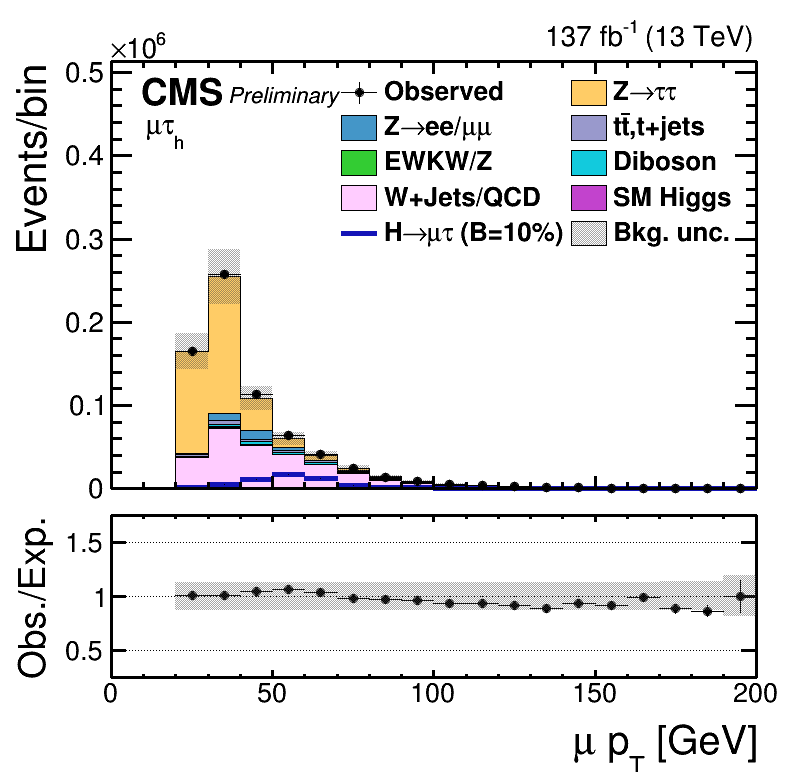 ×10⁶ 137 fb⁻¹ (13 TeV)
Events/bin
0.5
0.4
0.3
0.2
0.1
0
CMS Preliminary
μτₕ
Observed
Z→ττ
Z→ee/μμ
tt̄,t+jets
EWKW/Z
Diboson
W+Jets/QCD
SM Higgs
H→μτ (B=10%)
Bkg. unc.
Obs./Exp.
1.5
1
0.5
0 50 100 150 200
μ p_T [GeV]